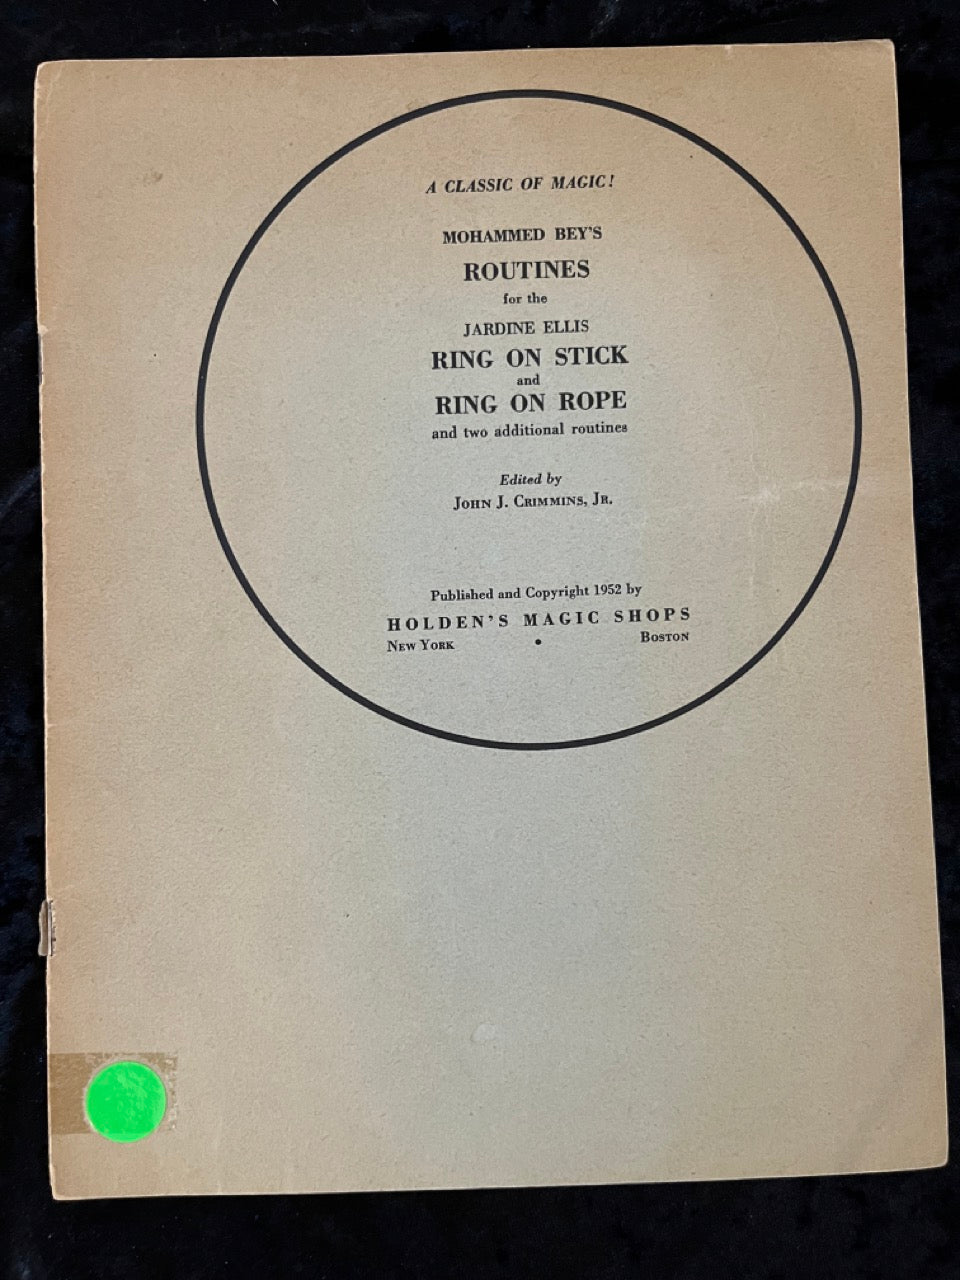 A CLASSIC OF MAGIC!
MOHAMMED BEY'S
ROUTINES
for the
JARDINE ELLIS
RING ON STICK
and
RING ON ROPE
and two additional routines
Edited by
JOHN J. CRIMMINS, JR.
Published and Copyright 1952 by
HOLDEN'S MAGIC SHOPS
NEW YORK • BOSTON